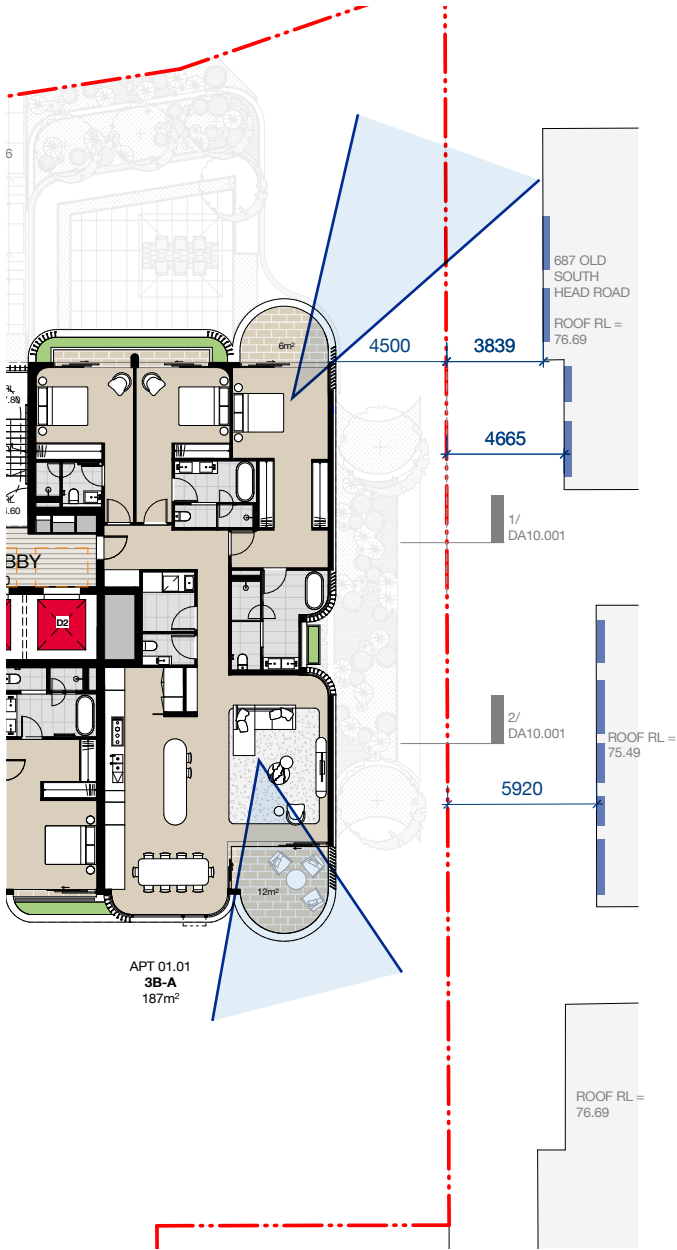 6
687 OLD
SOUTH
HEAD ROAD
ROOF RL =
76.69
6m²
4500
3839
4665
1/
DA10.001
BBY
D2
2/
DA10.001
ROOF RL =
75.49
5920
12m²
APT 01.01
3B-A
187m²
ROOF RL =
76.69